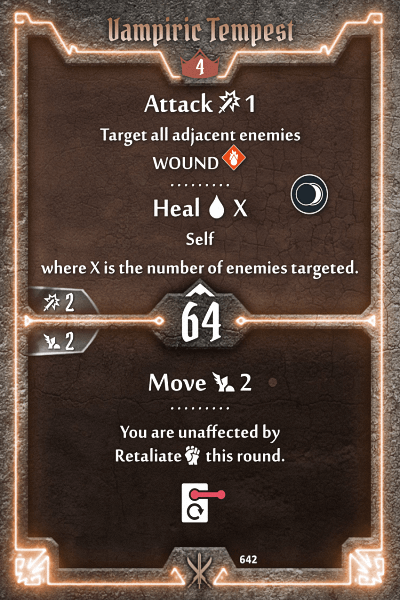 Vampiric Tempest
4
Attack 1
Target all adjacent enemies
WOUND
Heal X
Self
where X is the number of enemies targeted.
2
64
2
Move 2
You are unaffected by
Retaliate this round.
642